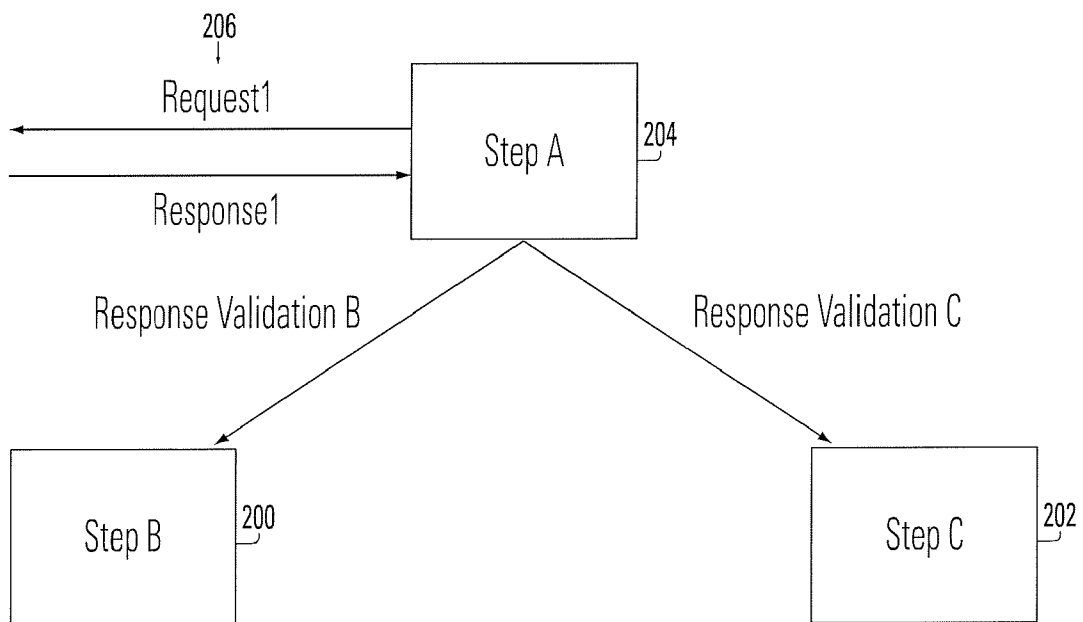 206
Request1
Step A
204
Response1
Response Validation B
Response Validation C
Step B
200
Step C
202